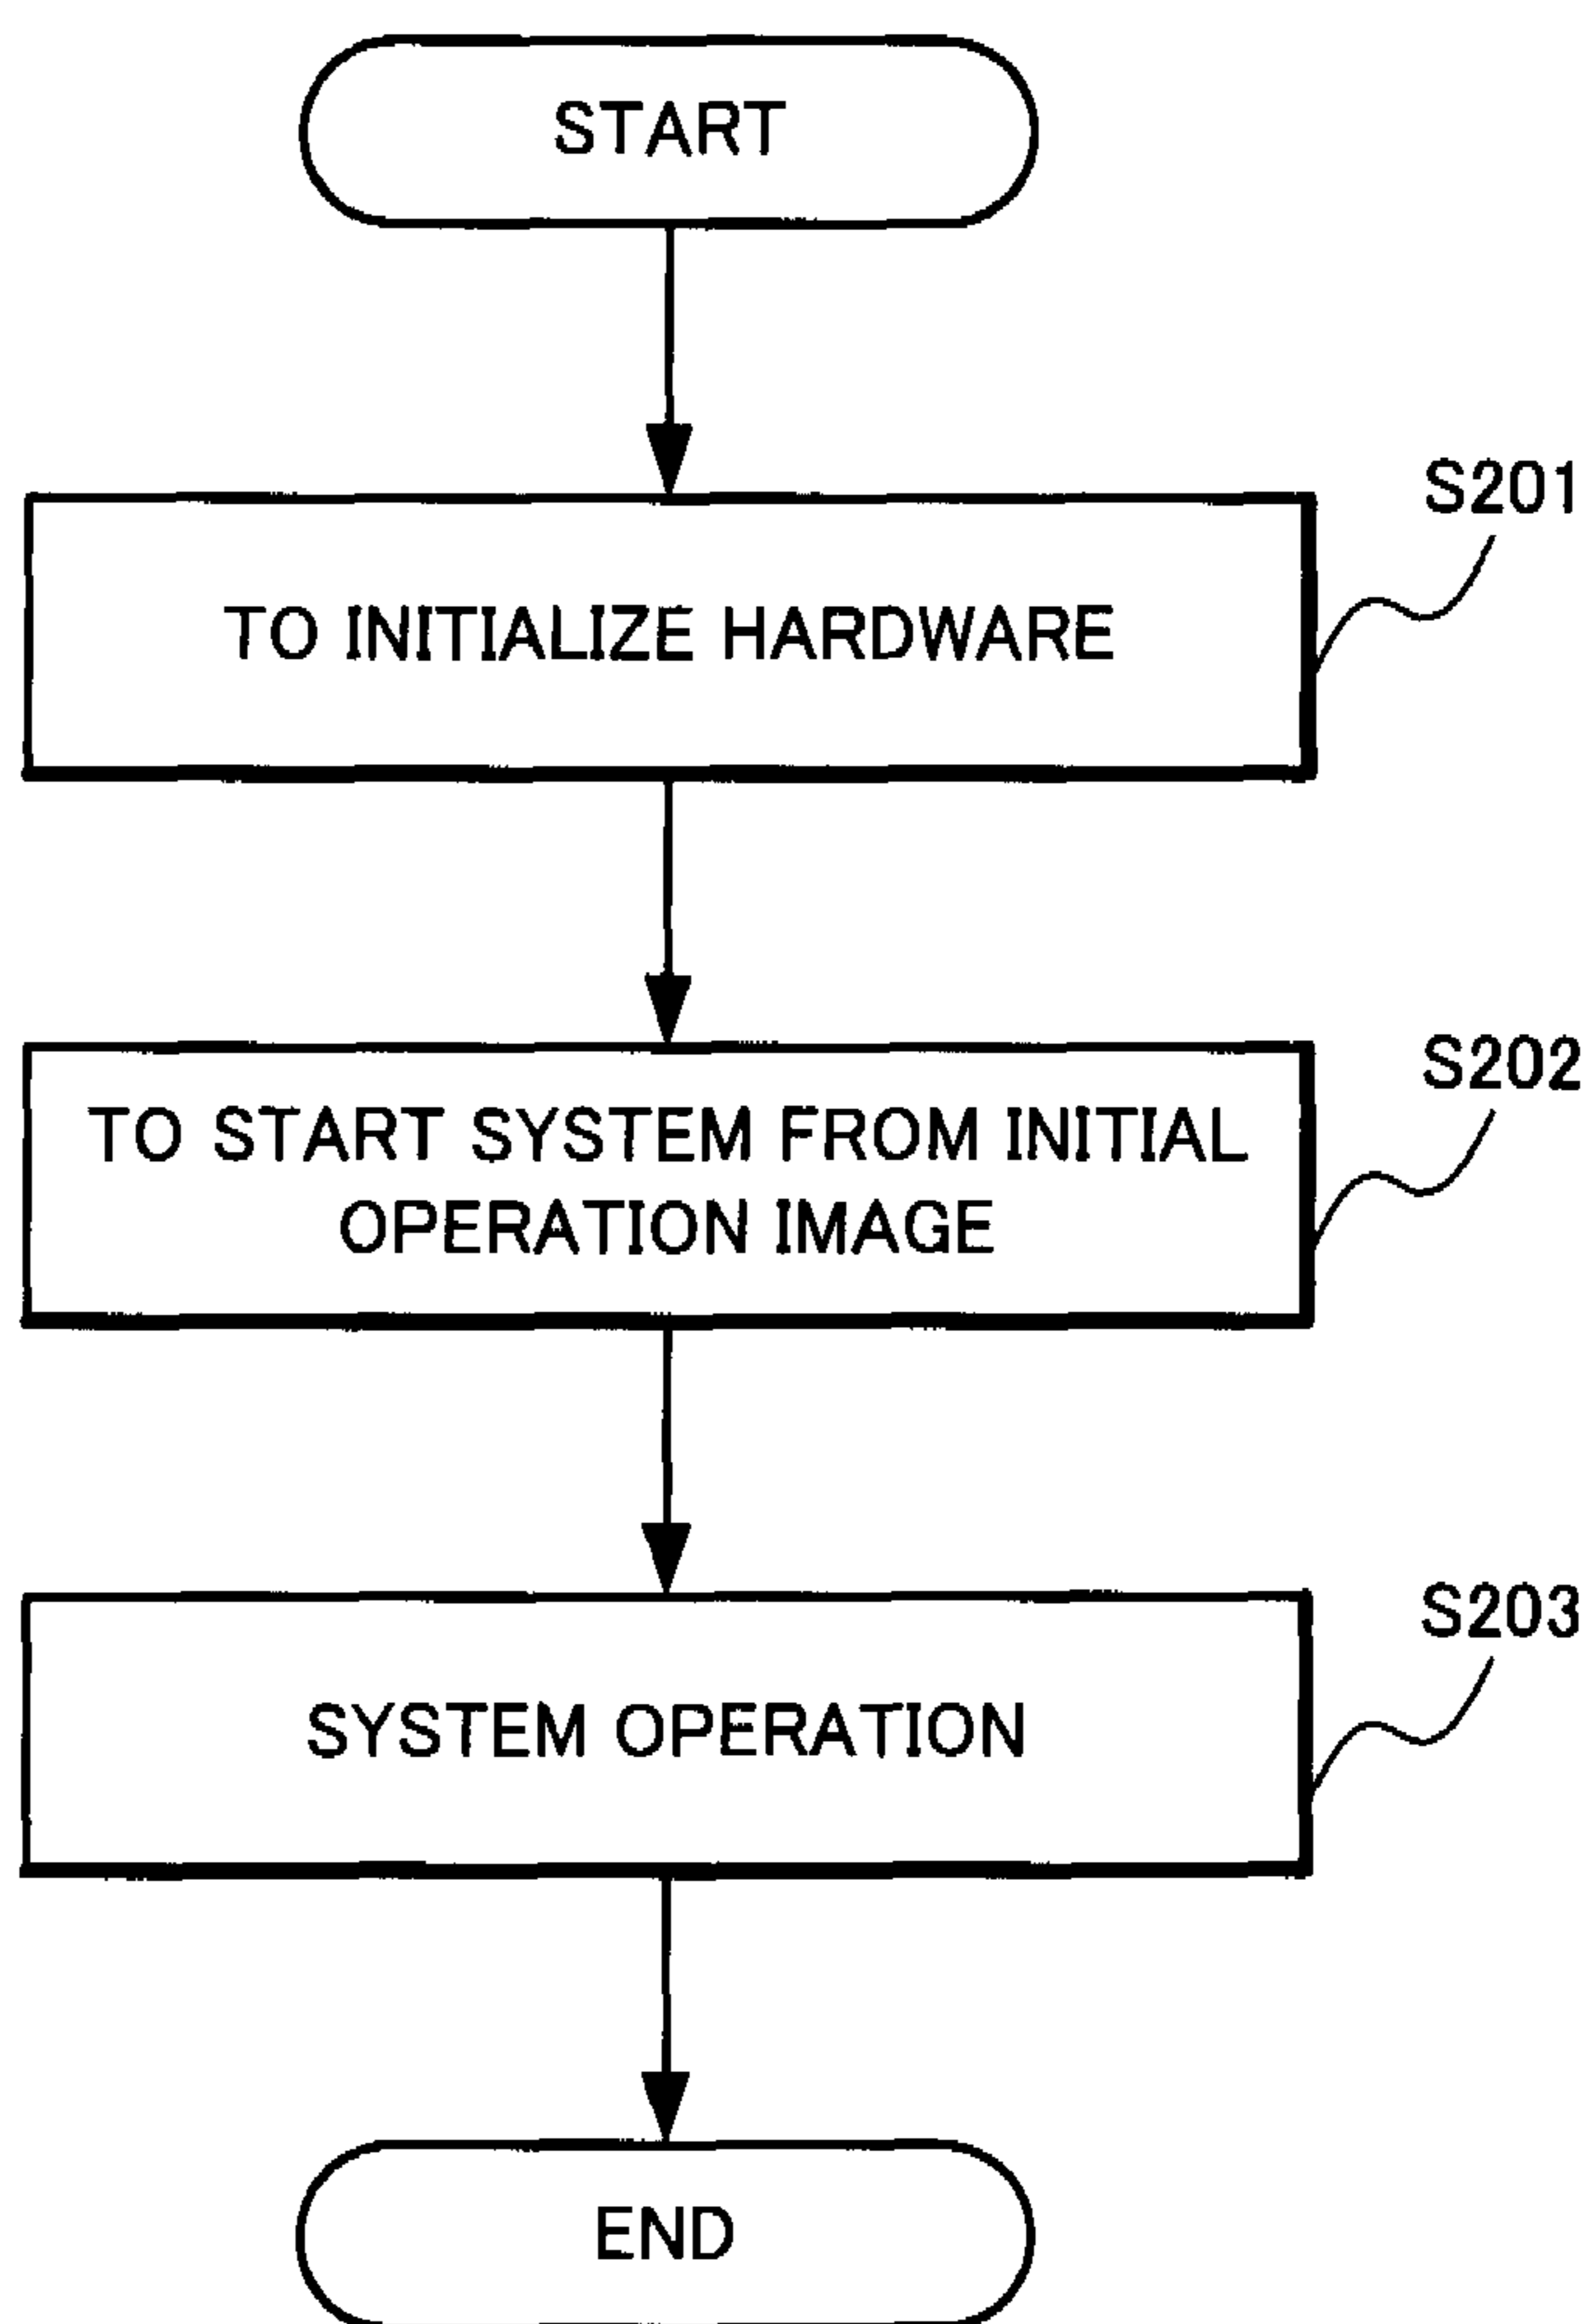 START
S201
TO INITIALIZE HARDWARE
S202
TO START SYSTEM FROM INITIAL
OPERATION IMAGE
S203
SYSTEM OPERATION
END